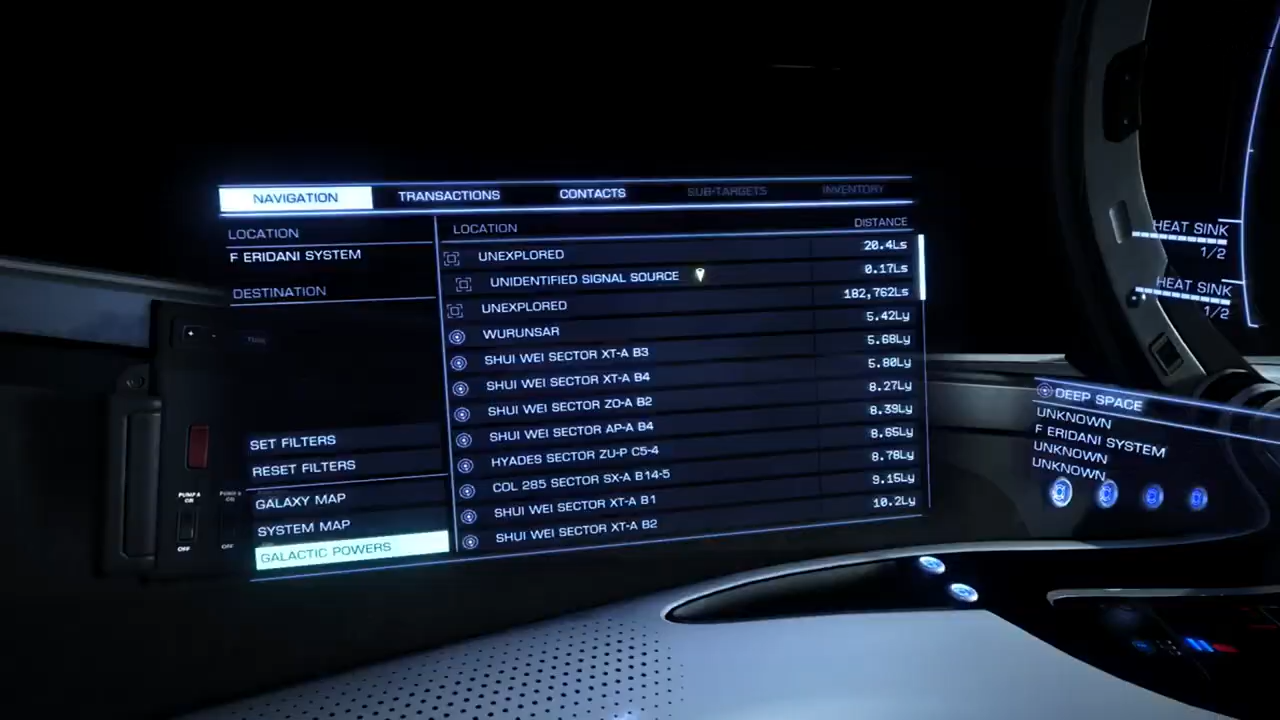 NAVIGATION
TRANSACTIONS
CONTACTS
SUB-TARGETS
INVENTORY
LOCATION
F ERIDANI SYSTEM
DESTINATION
SET FILTERS
RESET FILTERS
GALAXY MAP
SYSTEM MAP
GALACTIC POWERS
LOCATION DISTANCE
UNEXPLORED 20.4Ls
UNIDENTIFIED SIGNAL SOURCE 0.17Ls
UNEXPLORED 182,762Ls
WURUNSAR 5.42Ly
SHUI WEI SECTOR XT-A B3 5.68Ly
SHUI WEI SECTOR XT-A B4 5.80Ly
SHUI WEI SECTOR ZO-A B2 8.27Ly
SHUI WEI SECTOR AP-A B4 8.39Ly
HYADES SECTOR ZU-P C5-4 8.65Ly
COL 285 SECTOR SX-A B14-5 8.78Ly
SHUI WEI SECTOR XT-A B1 9.15Ly
SHUI WEI SECTOR XT-A B2 10.2Ly
HEAT SINK
1/2
HEAT SINK
1/2
DEEP SPACE
UNKNOWN
F ERIDANI SYSTEM
UNKNOWN
UNKNOWN
PUMP A
ON
OFF
OFF